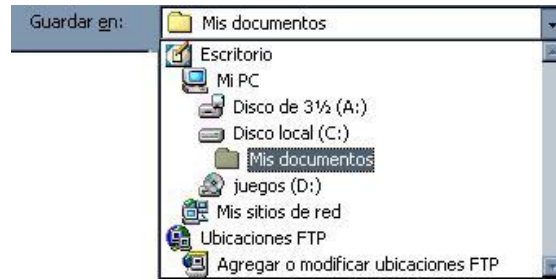 Guardar en: Mis documentos
Escritorio
Mi PC
Disco de 3½ (A:)
Disco local (C:)
Mis documentos
juegos (D:)
Mis sitios de red
Ubicaciones FTP
Agregar o modificar ubicaciones FTP